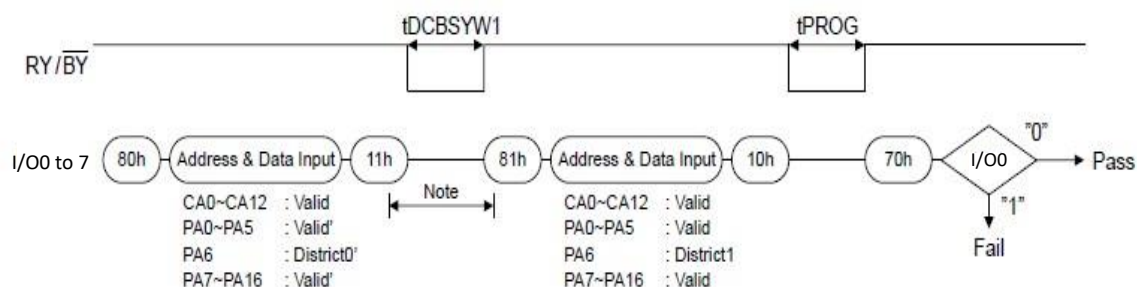 tDCBSYW1
tPROG
RY/BY
I/O0 to 7
80h
Address & Data Input
11h
81h
Address & Data Input
10h
70h
I/O0
"0"
Pass
"1"
Fail
Note
CA0~CA12 : Valid
PA0~PA5 : Valid'
PA6 : District0'
PA7~PA16 : Valid'
CA0~CA12 : Valid
PA0~PA5 : Valid
PA6 : District1
PA7~PA16 : Valid